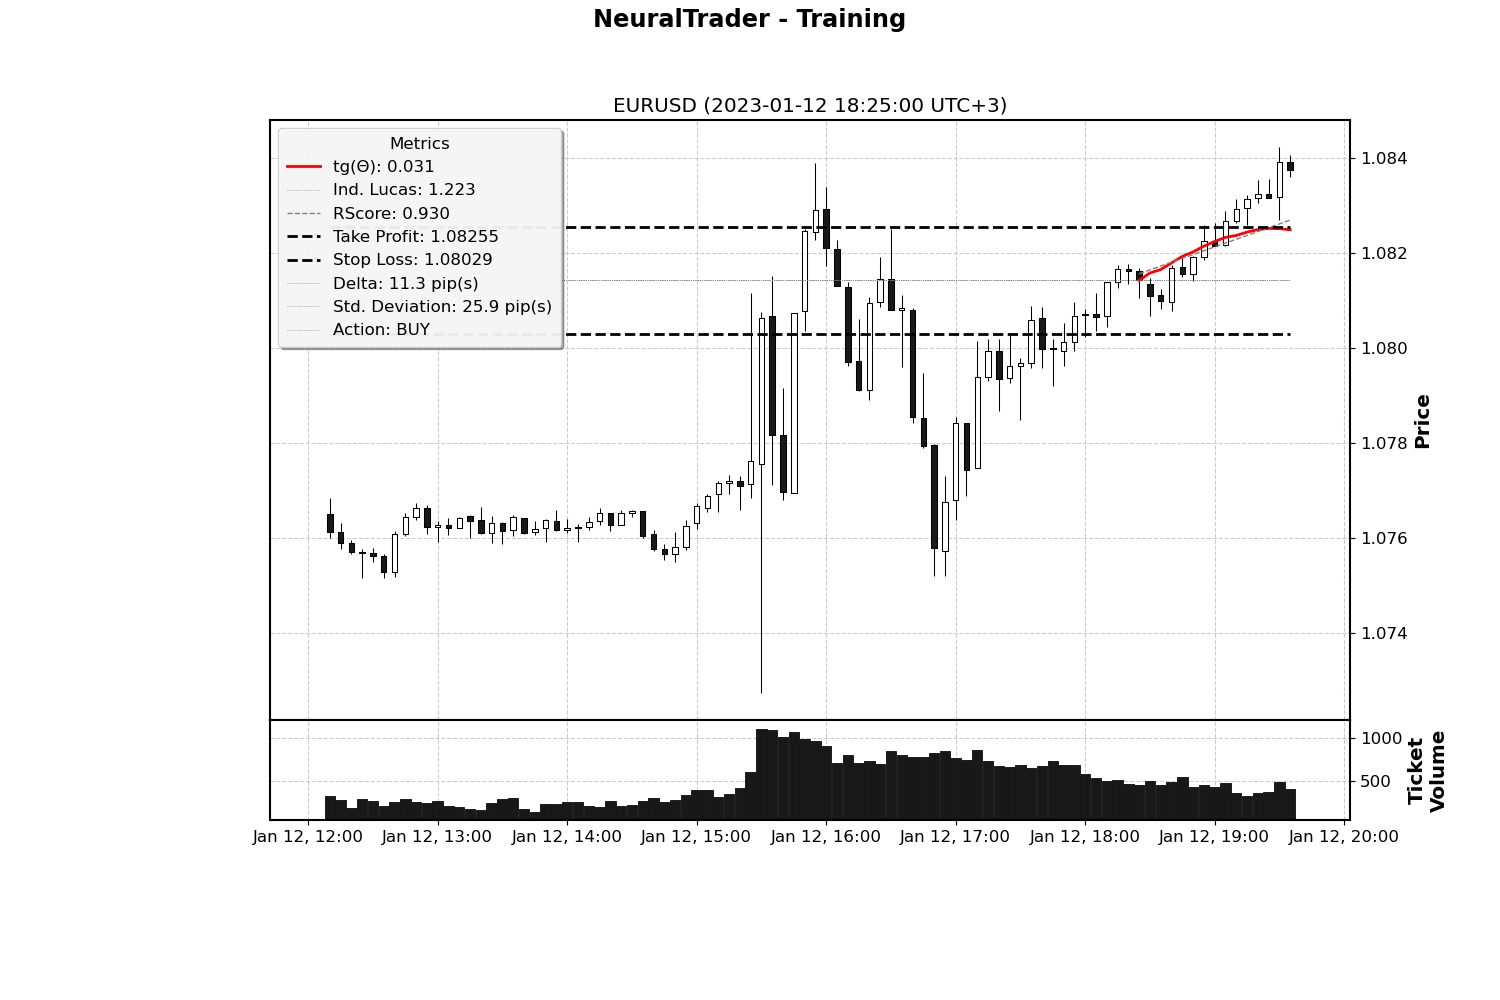 NeuralTrader - Training
EURUSD (2023-01-12 18:25:00 UTC+3)
Metrics
tg(Θ): 0.031
Ind. Lucas: 1.223
RScore: 0.930
Take Profit: 1.08255
Stop Loss: 1.08029
Delta: 11.3 pip(s)
Std. Deviation: 25.9 pip(s)
Action: BUY
1.084
1.082
1.080
1.078
1.076
1.074
Price
1000
500
Ticket
Volume
Jan 12, 12:00
Jan 12, 13:00
Jan 12, 14:00
Jan 12, 15:00
Jan 12, 16:00
Jan 12, 17:00
Jan 12, 18:00
Jan 12, 19:00
Jan 12, 20:00